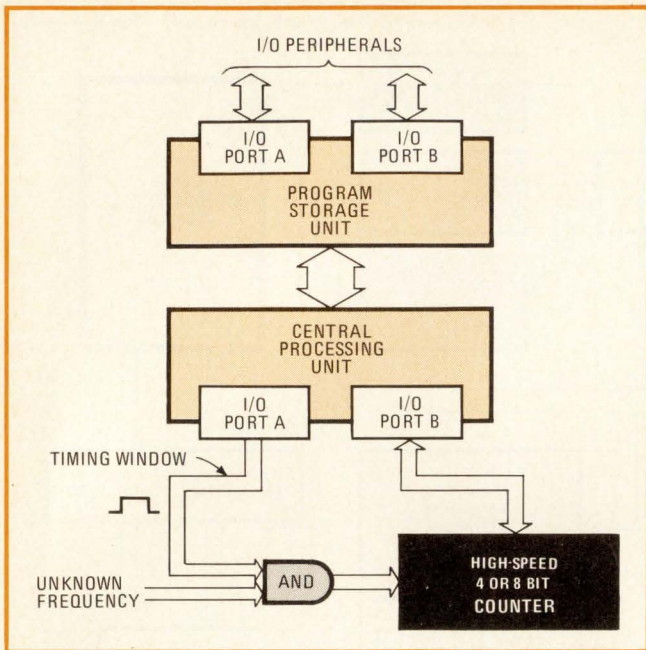 I/O PERIPHERALS
I/O
PORT A
I/O
PORT B
PROGRAM
STORAGE
UNIT
CENTRAL
PROCESSING
UNIT
I/O
PORT A
I/O
PORT B
TIMING WINDOW
UNKNOWN
FREQUENCY
AND
HIGH-SPEED
4 OR 8 BIT
COUNTER